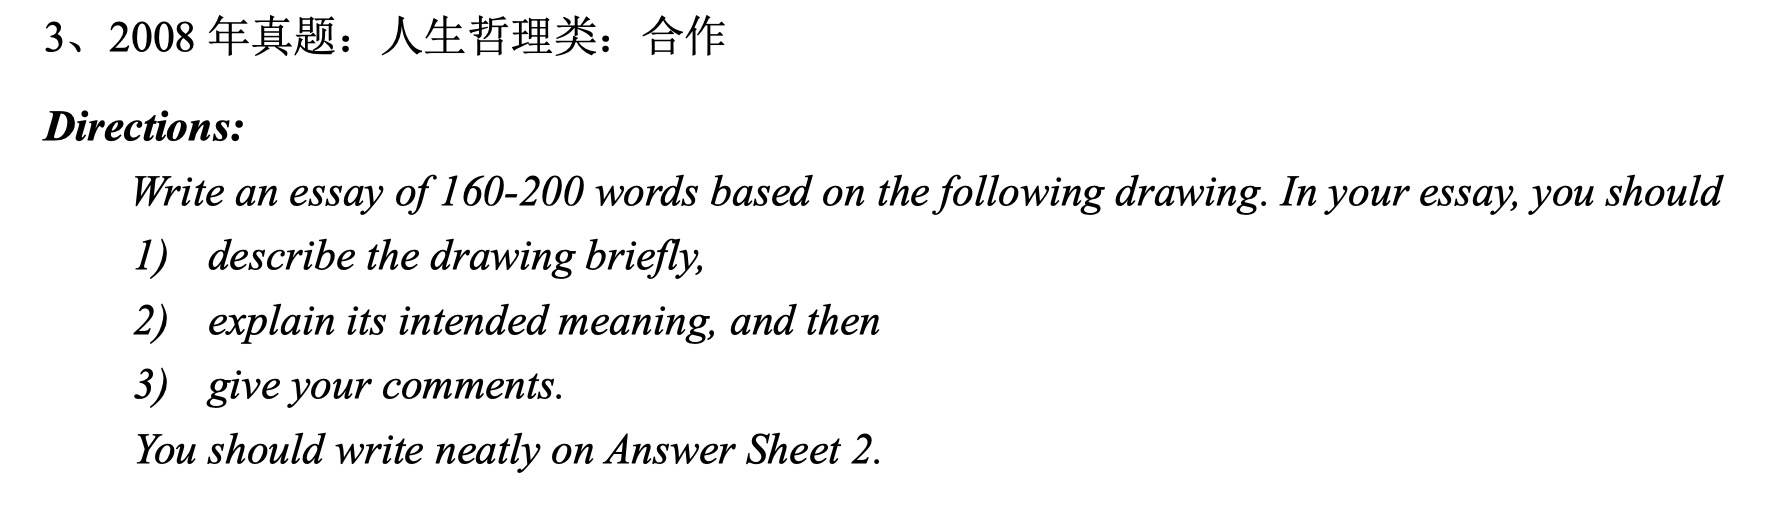 3、2008 年真题：人生哲理类：合作
Directions:
Write an essay of 160-200 words based on the following drawing. In your essay, you should
1) describe the drawing briefly,
2) explain its intended meaning, and then
3) give your comments.
You should write neatly on Answer Sheet 2.